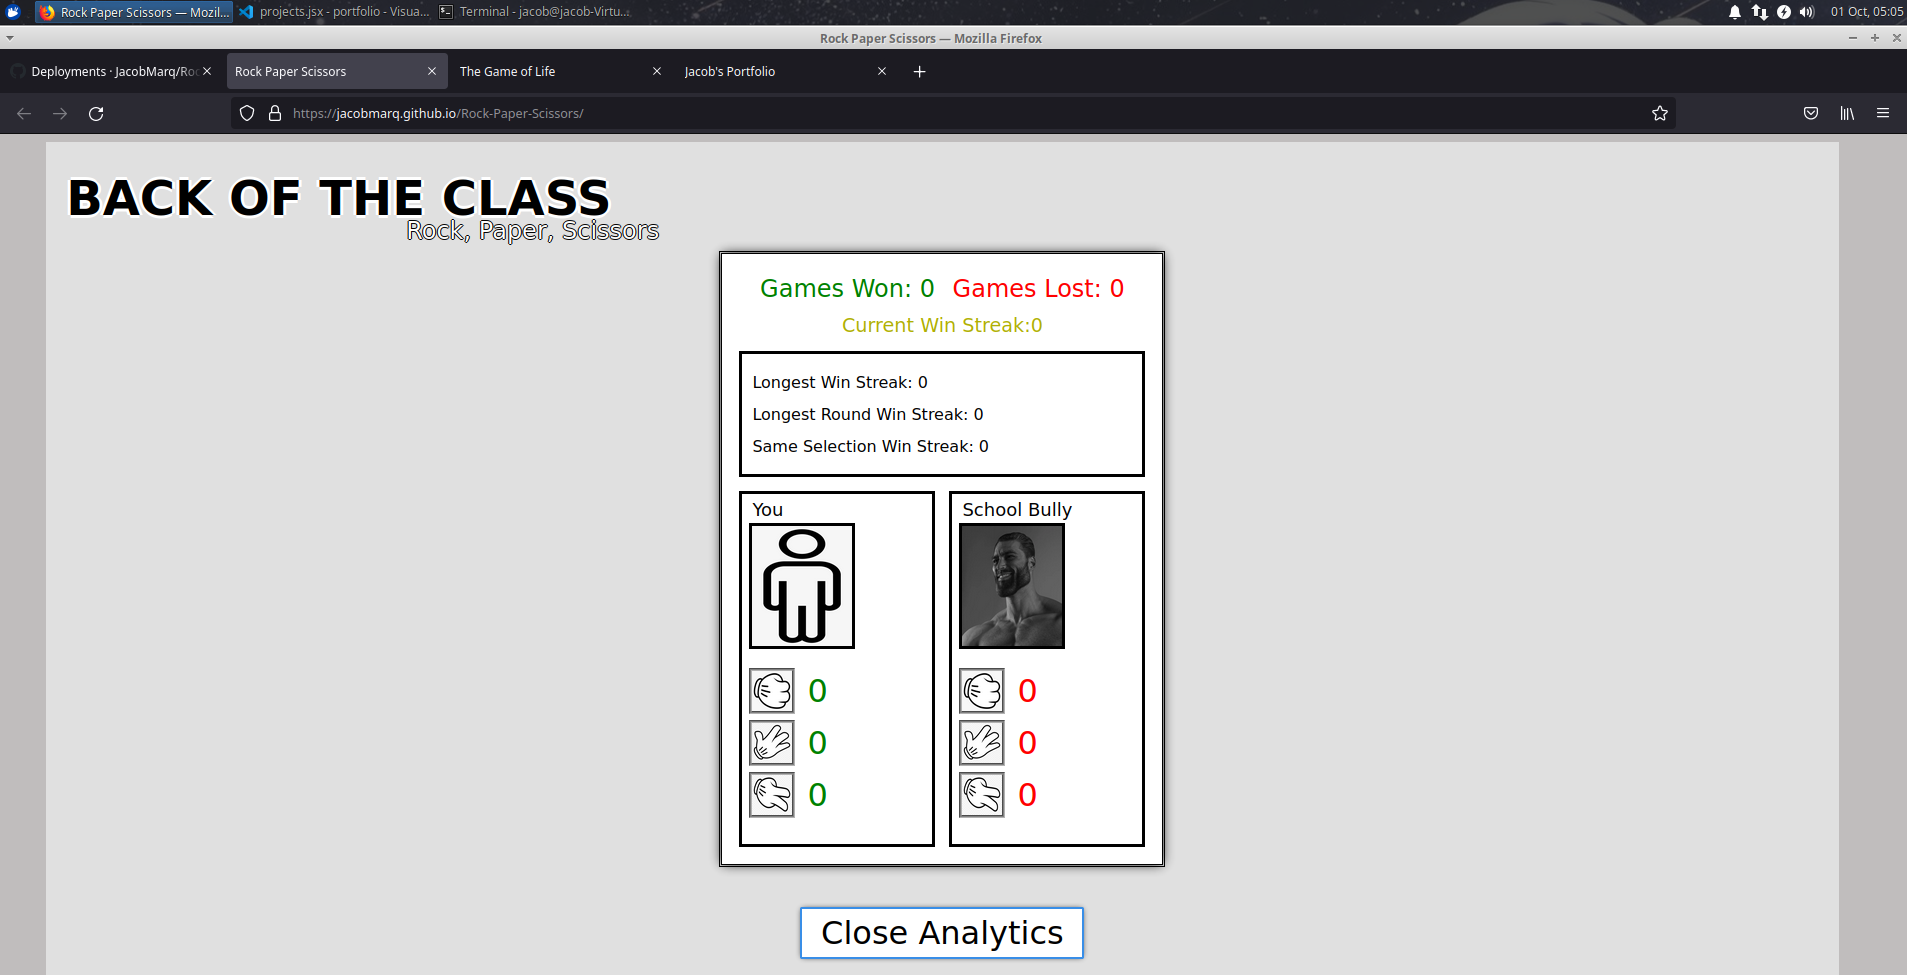 Rock Paper Scissors — Mozil... projects.jsx - portfolio - Visua... Terminal - jacob@jacob-Virtu... 01 Oct, 05:05
Rock Paper Scissors — Mozilla Firefox
Deployments · JacobMarq/Roc Rock Paper Scissors The Game of Life Jacob's Portfolio
https://jacobmarq.github.io/Rock-Paper-Scissors/
BACK OF THE CLASS
Rock, Paper, Scissors
Games Won: 0 Games Lost: 0
Current Win Streak:0
Longest Win Streak: 0
Longest Round Win Streak: 0
Same Selection Win Streak: 0
You School Bully
0 0
0 0
0 0
Close Analytics